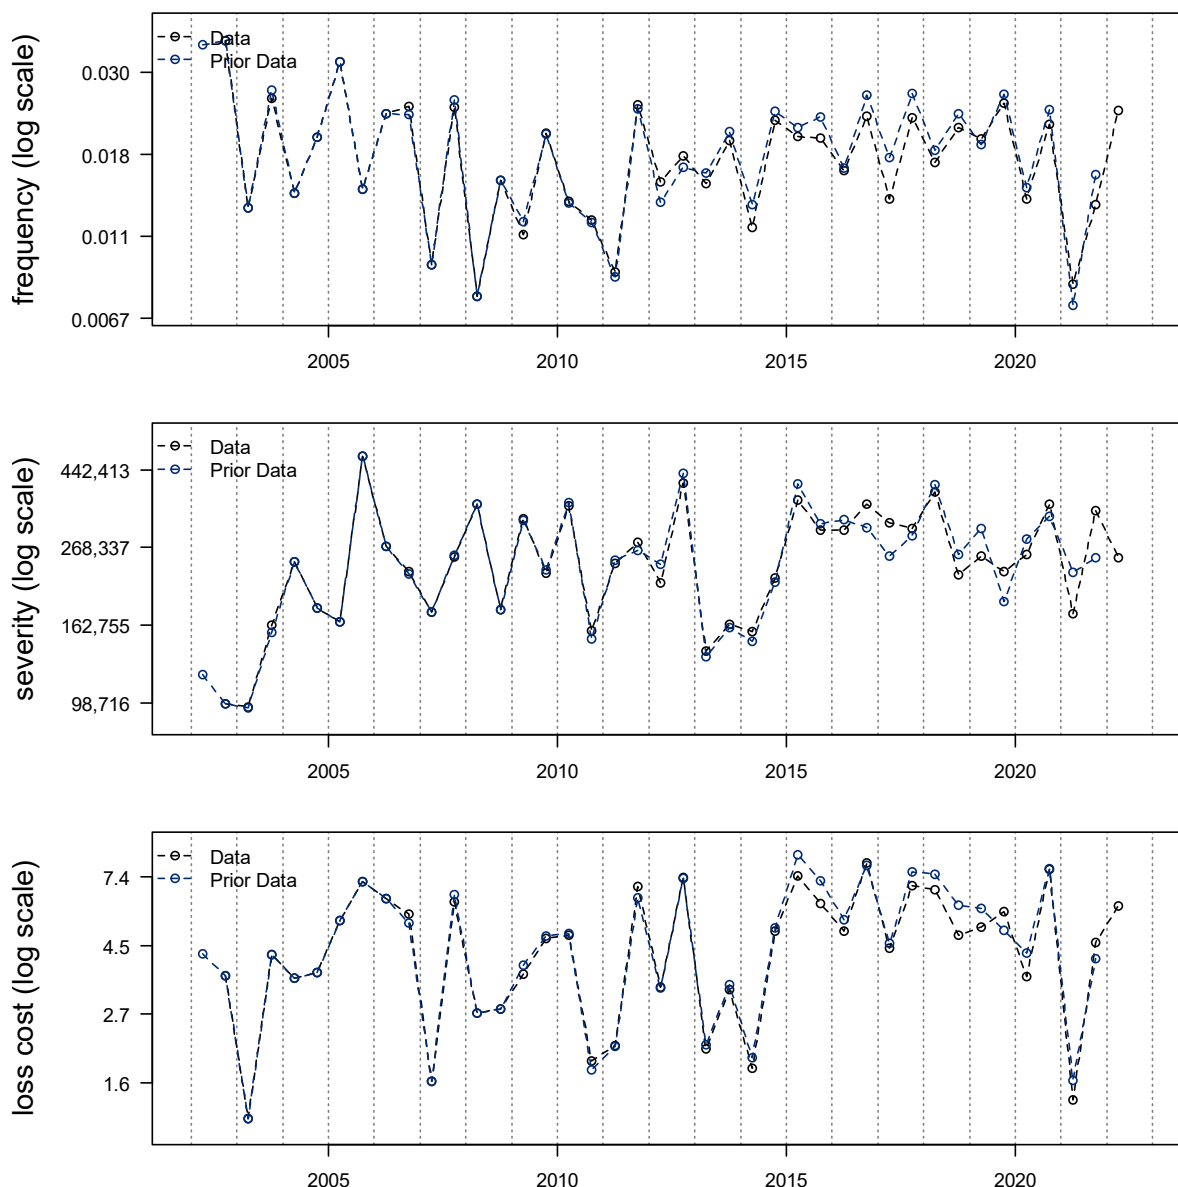 frequency (log scale)
Data
Prior Data
0.030
0.018
0.011
0.0067
2005 2010 2015 2020
severity (log scale)
Data
Prior Data
442,413
268,337
162,755
98,716
2005 2010 2015 2020
loss cost (log scale)
Data
Prior Data
7.4
4.5
2.7
1.6
2005 2010 2015 2020